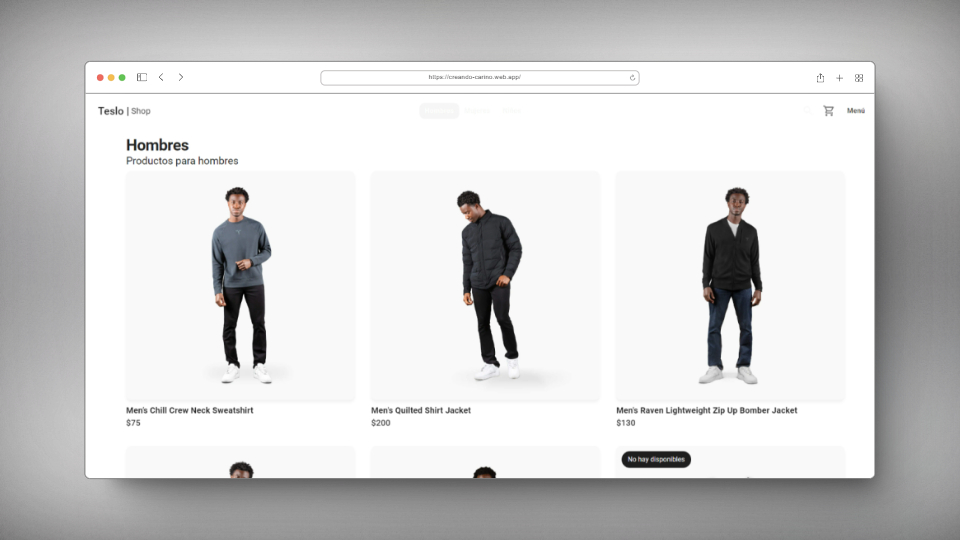 https://creando-carino.web.app/
Teslo | Shop
Menú
Hombres
Productos para hombres
Men's Chill Crew Neck Sweatshirt
$75
Men's Quilted Shirt Jacket
$200
Men's Raven Lightweight Zip Up Bomber Jacket
$130
No hay disponibles